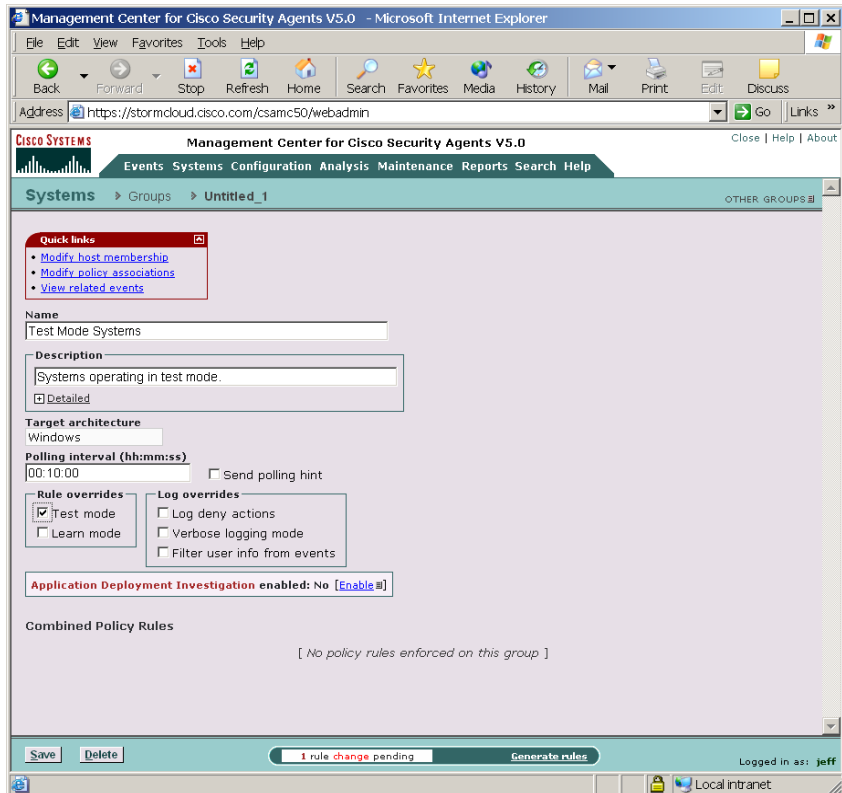 Management Center for Cisco Security Agents V5.0 - Microsoft Internet Explorer
File Edit View Favorites Tools Help
Back Forward Stop Refresh Home Search Favorites Media History Mail Print Edit Discuss
Address https://stormcloud.cisco.com/csamc50/webadmin Go Links »
CISCO SYSTEMS Management Center for Cisco Security Agents V5.0 Close | Help | About
Events Systems Configuration Analysis Maintenance Reports Search Help
Systems Groups Untitled_1 OTHER GROUPS
Quick links
• Modify host membership
• Modify policy associations
• View related events
Name
Test Mode Systems
Description
Systems operating in test mode.
Detailed
Target architecture
Windows
Polling interval (hh:mm:ss)
00:10:00 Send polling hint
Rule overrides Log overrides
Test mode Log deny actions
Learn mode Verbose logging mode
Filter user info from events
Application Deployment Investigation enabled: No [Enable]
Combined Policy Rules
[ No policy rules enforced on this group ]
Save Delete 1 rule change pending Generate rules Logged in as: jeff
Local intranet